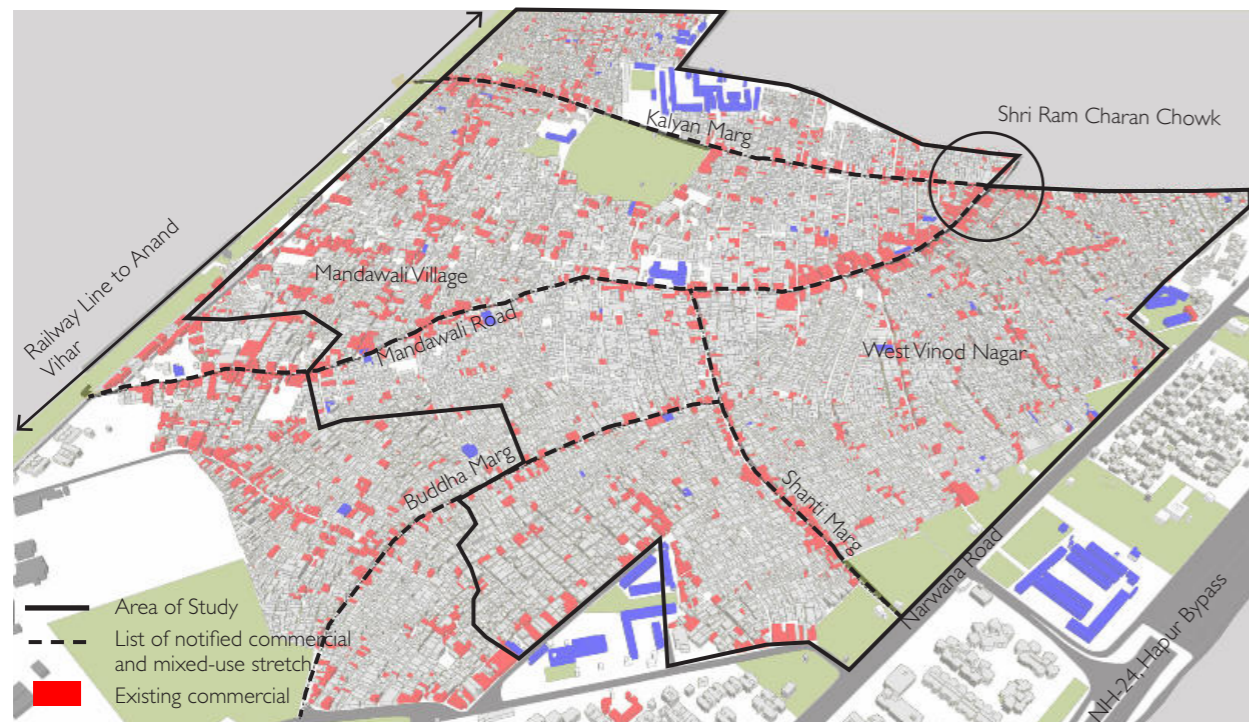 Kalyan Marg
Shri Ram Charan Chowk
Railway Line to Anand
Vihar
Mandawali Village
Mandawali Road
West Vinod Nagar
Buddha Marg
Shanti Marg
Narwana Road
NH-24, Hapur Bypass
Area of Study
List of notified commercial
and mixed-use stretch
Existing commercial